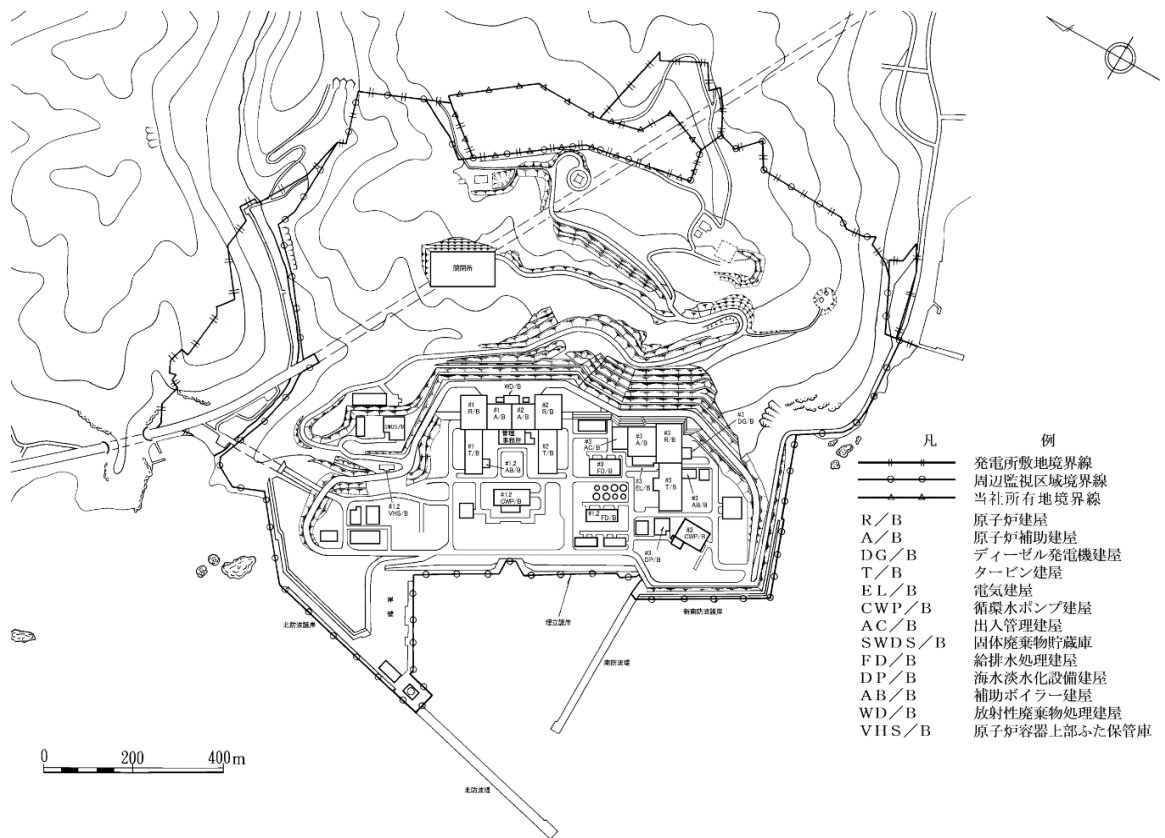 開閉所
WD/B
#1
R/B
#1
A/B
#2
A/B
#2
R/B
管理
事務所
#1
T/B
#1,2
AB/B
#2
T/B
#1,2
CWP/B
#1,2
VHS/B
#3
DG/B
#3
AC/B
#3
A/B
#3
R/B
#3
FD/B
#3
EL/B
#3
T/B
#3
AB/B
#1,2
FD/B
#3
DP/B
#3
CWP/B
岸
壁
北防波護岸
埋立護岸
新南防波護岸
南防波堤
北防波堤
0 200 400m
凡 例
発電所敷地境界線
周辺監視区域境界線
当社所有地境界線
R/B 原子炉建屋
A/B 原子炉補助建屋
DG/B ディーゼル発電機建屋
T/B タービン建屋
EL/B 電気建屋
CWP/B 循環水ポンプ建屋
AC/B 出入管理建屋
SWDS/B 固体廃棄物貯蔵庫
FD/B 給排水処理建屋
DP/B 海水淡水化設備建屋
AB/B 補助ボイラー建屋
WD/B 放射性廃棄物処理建屋
VHS/B 原子炉容器上部ふた保管庫